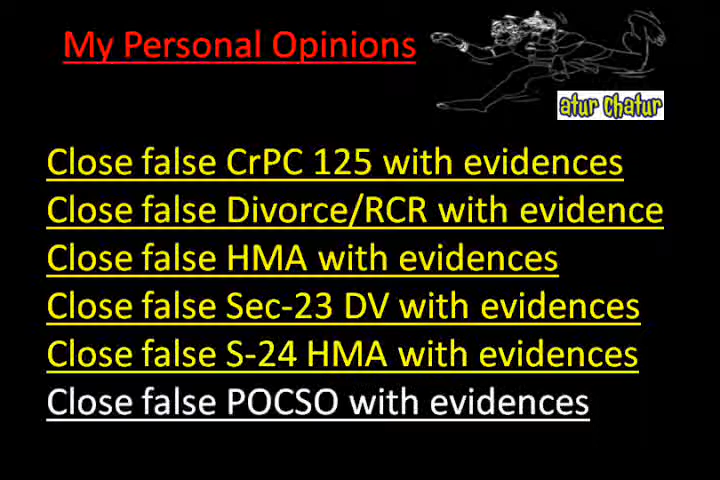 My Personal Opinions
atur chatur
Close false CrPC 125 with evidences
Close false Divorce/RCR with evidence
Close false HMA with evidences
Close false Sec-23 DV with evidences
Close false S-24 HMA with evidences
Close false POCSO with evidences